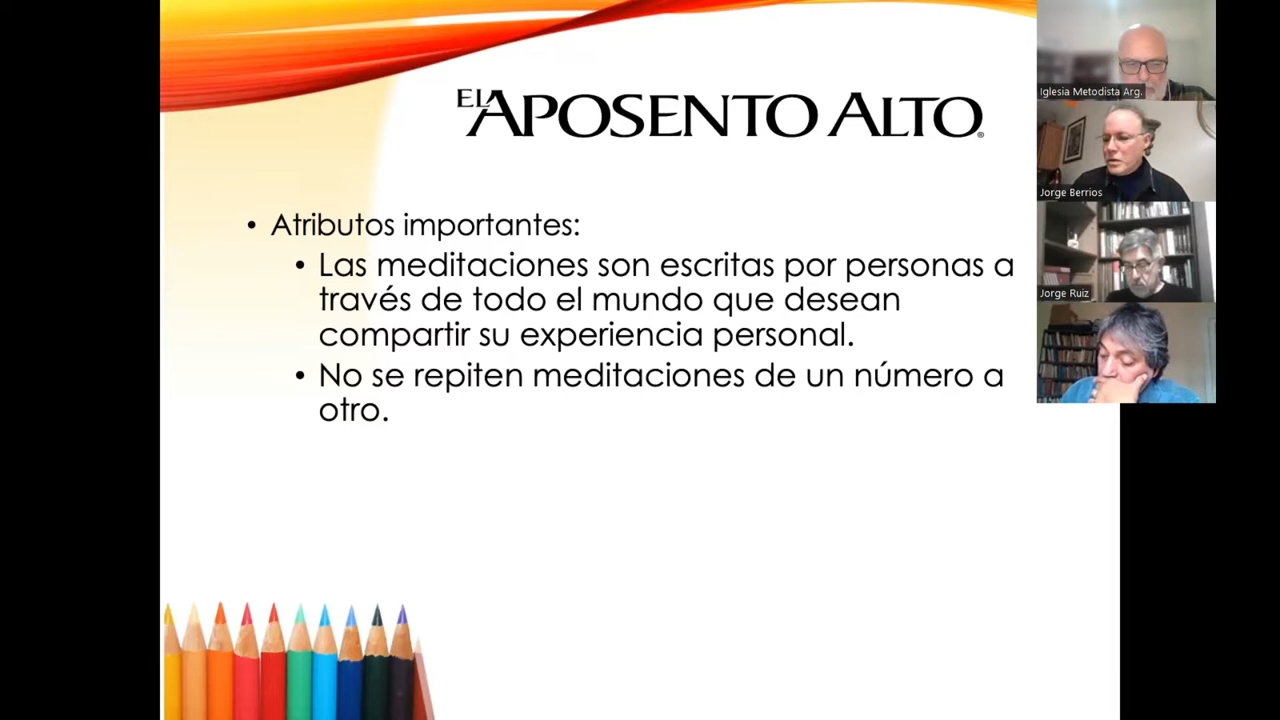 EL APOSENTO ALTO®
• Atributos importantes:
• Las meditaciones son escritas por personas a
través de todo el mundo que desean
compartir su experiencia personal.
• No se repiten meditaciones de un número a
otro.
Iglesia Metodista Arg.
Jorge Berrios
Jorge Ruiz